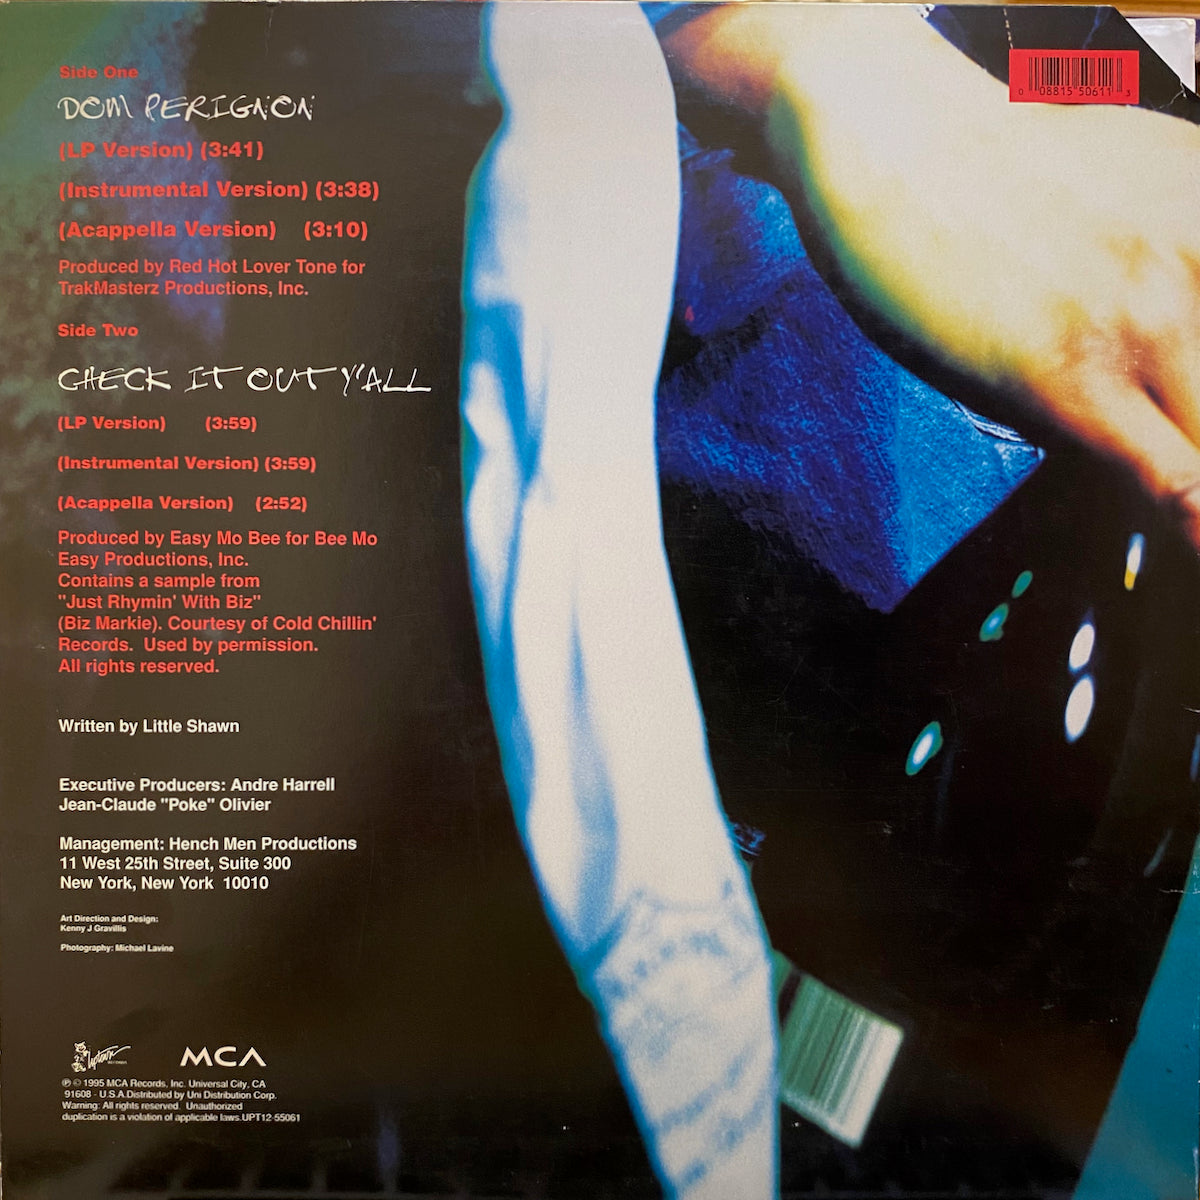 Side One
DOM PERIGNON
(LP Version) (3:41)
(Instrumental Version) (3:38)
(Acappella Version) (3:10)
Produced by Red Hot Lover Tone for
TrakMasterz Productions, Inc.
Side Two
CHECK IT OUT Y'ALL
(LP Version) (3:59)
(Instrumental Version) (3:59)
(Acappella Version) (2:52)
Produced by Easy Mo Bee for Bee Mo
Easy Productions, Inc.
Contains a sample from
"Just Rhymin' With Biz"
(Biz Markie). Courtesy of Cold Chillin'
Records. Used by permission.
All rights reserved.
Written by Little Shawn
Executive Producers: Andre Harrell
Jean-Claude "Poke" Olivier
Management: Hench Men Productions
11 West 25th Street, Suite 300
New York, New York 10010
Art Direction and Design:
Kenny J Gravillis
Photography: Michael Lavine
Uptown
MCA
℗ © 1995 MCA Records, Inc. Universal City, CA
91608 - U.S.A.Distributed by Uni Distribution Corp.
Warning: All rights reserved. Unauthorized
duplication is a violation of applicable laws.UPT12-55061
0 08815 50611 3